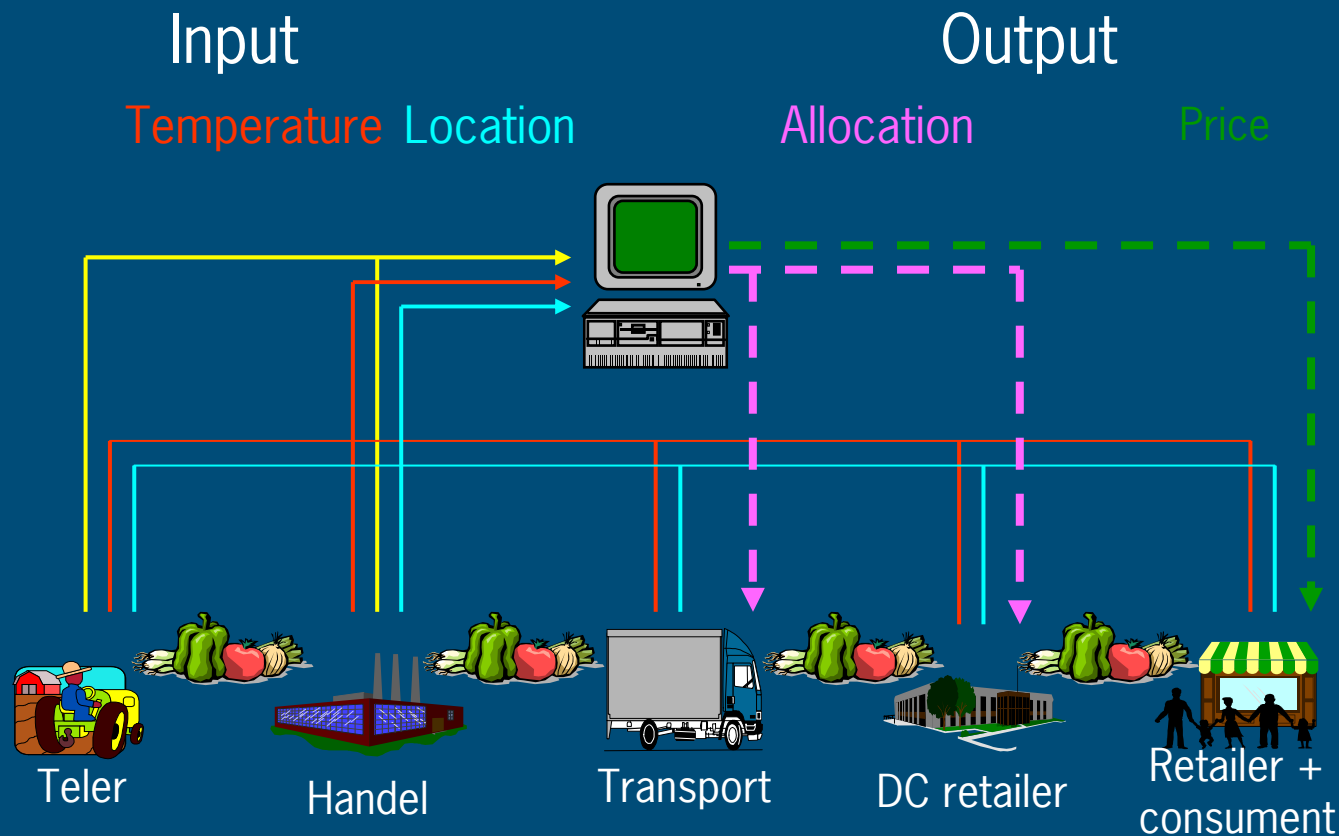 Input
Output
Temperature Location
Allocation
Price
Teler
Handel
Transport
DC retailer
Retailer +
consument